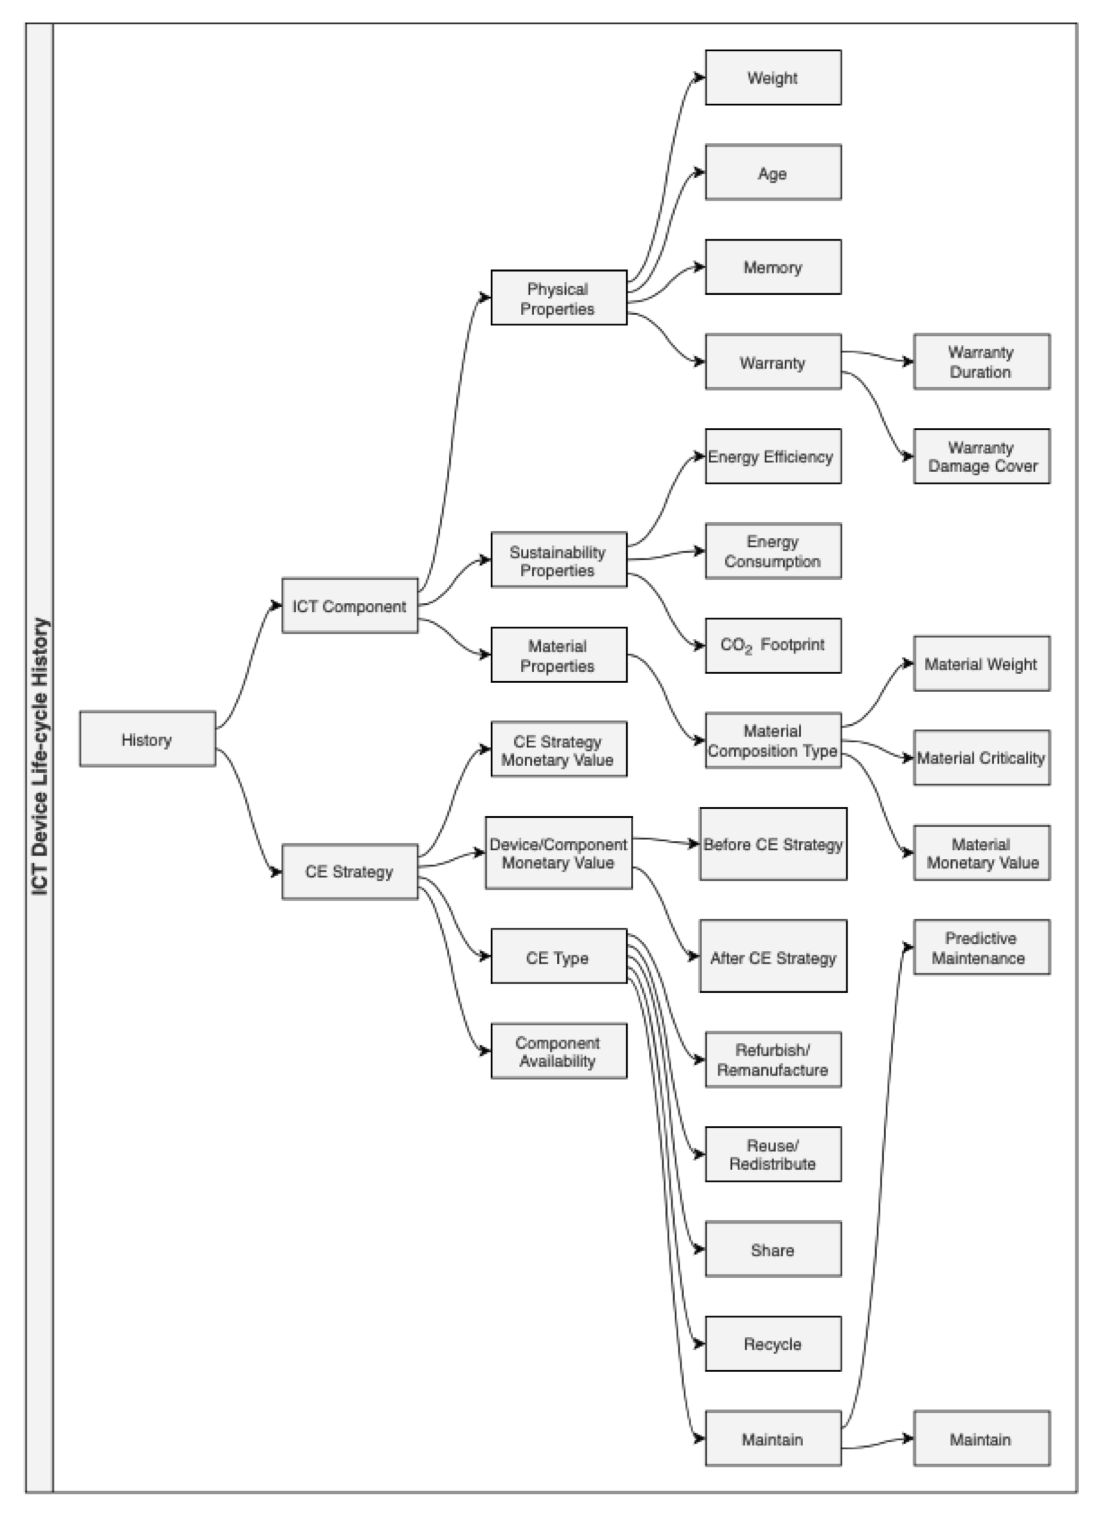 ICT Device Life-cycle History
History
ICT Component
CE Strategy
Physical
Properties
Sustainability
Properties
Material
Properties
CE Strategy
Monetary Value
Device/Component
Monetary Value
CE Type
Component
Availability
Weight
Age
Memory
Warranty
Energy Efficiency
Energy
Consumption
CO₂ Footprint
Material
Composition Type
Before CE Strategy
After CE Strategy
Refurbish/
Remanufacture
Reuse/
Redistribute
Share
Recycle
Maintain
Warranty
Duration
Warranty
Damage Cover
Material Weight
Material Criticality
Material
Monetary Value
Predictive
Maintenance
Maintain